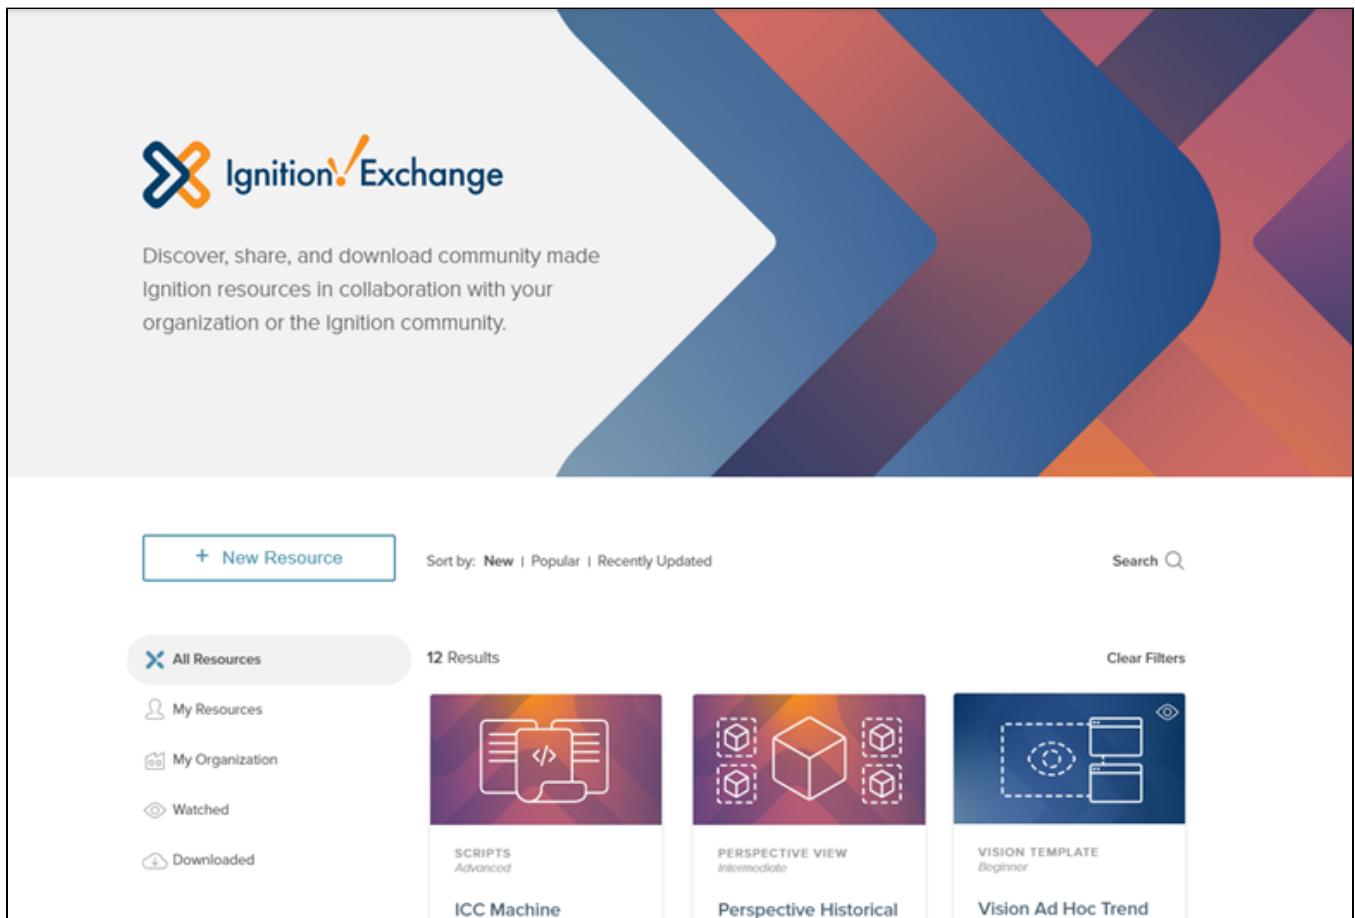 Ignition! Exchange
Discover, share, and download community made
Ignition resources in collaboration with your
organization or the Ignition community.
+ New Resource
Sort by: New | Popular | Recently Updated
Search
All Resources
My Resources
My Organization
Watched
Downloaded
12 Results
Clear Filters
</>
SCRIPTS
Advanced
ICC Machine
PERSPECTIVE VIEW
Intermediate
Perspective Historical
VISION TEMPLATE
Beginner
Vision Ad Hoc Trend